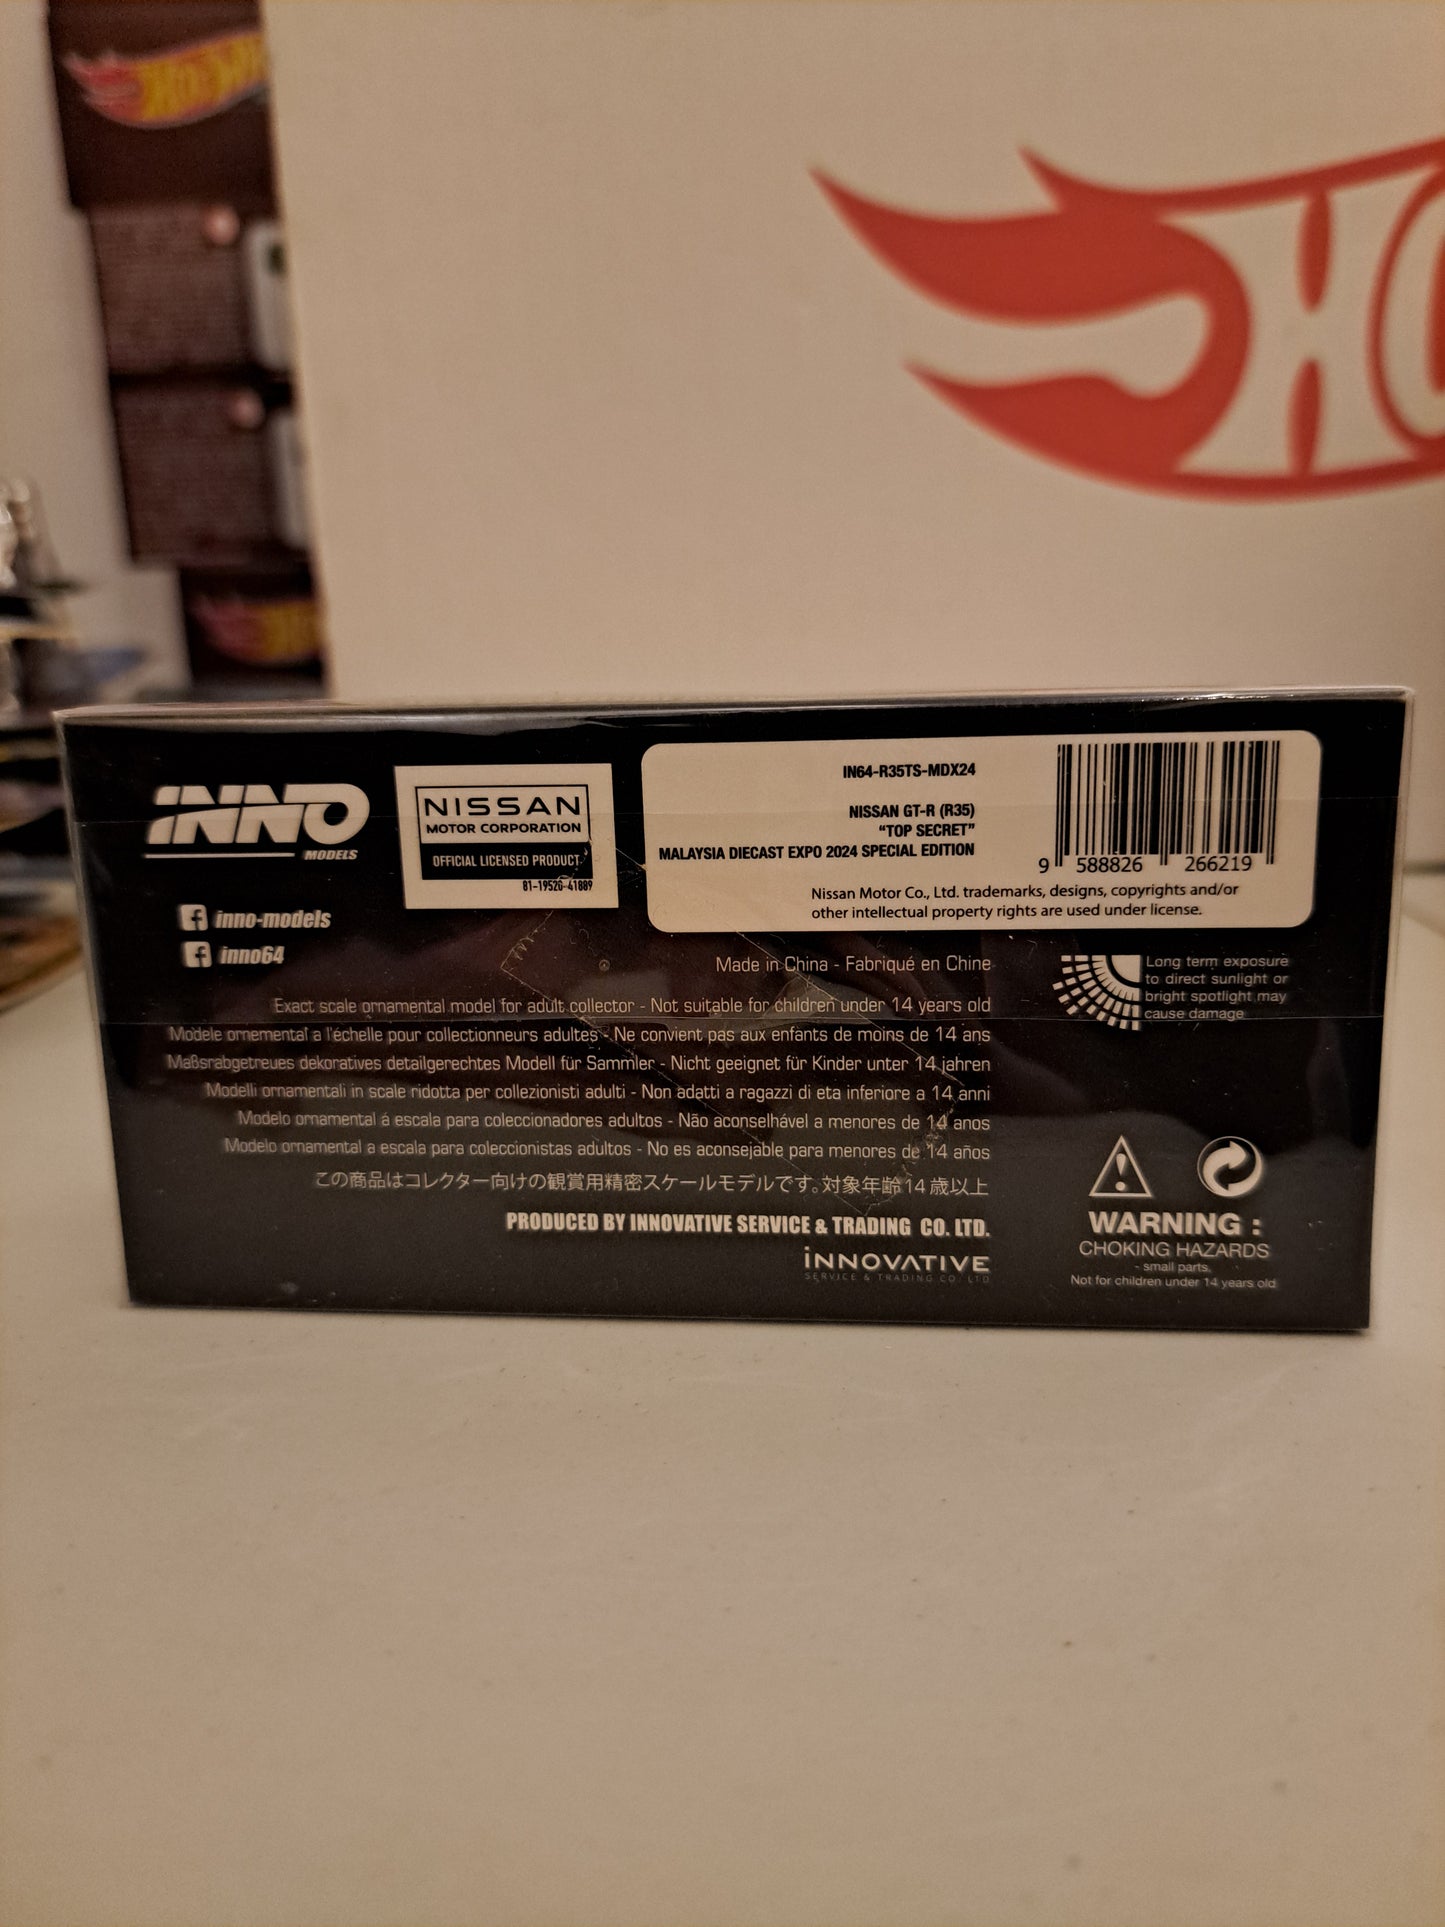 HOT
INNO
MODELS
inno-models
inno64
NISSAN
MOTOR CORPORATION
OFFICIAL LICENSED PRODUCT
IN64-R35TS-MDX24
NISSAN GT-R (R35)
"TOP SECRET"
MALAYSIA DIECAST EXPO 2024 SPECIAL EDITION
9 588826 266219
Nissan Motor Co., Ltd. trademarks, designs, copyrights and/or
other intellectual property rights are used under license.
Made in China - Fabriqué en Chine
Long term exposure
to direct sunlight or
bright spotlight may
cause damage
Exact scale ornamental model for adult collector - Not suitable for children under 14 years old
Modele ornemental a l'échelle pour collectionneurs adultes - Ne convient pas aux enfants de moins de 14 ans
Maßsrabgetreues dekoratives detailgerechtes Modell für Sammler - Nicht geeignet für Kinder unter 14 jahren
Modelli ornamentali in scale ridotta per collezionisti adulti - Non adatti a ragazzi di eta inferiore a 14 anni
Modelo ornamental á escala para coleccionadores adultos - Não aconselhável a menores de 14 anos
Modelo ornamental a escala para coleccionistas adultos - No es aconsejable para menores de 14 años
この商品はコレクター向けの観賞用精密スケールモデルです。対象年齢14歳以上
PRODUCED BY INNOVATIVE SERVICE & TRADING CO. LTD.
INNOVATIVE
SERVICE & TRADING CO. LTD
WARNING :
CHOKING HAZARDS
- small parts.
Not for children under 14 years old